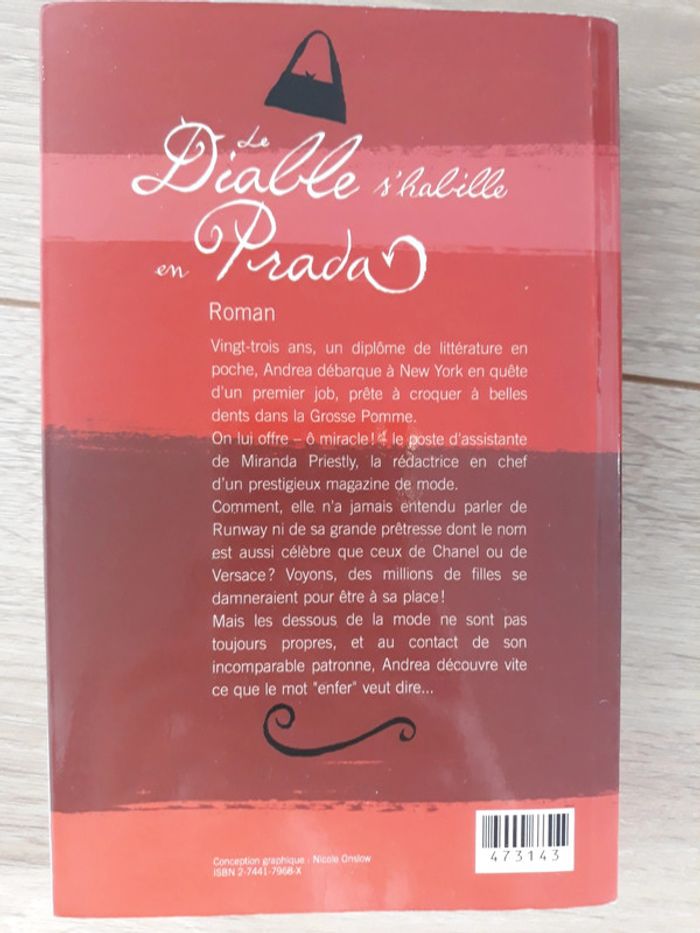 Le
Diable s'habille
en Prada
Roman
Vingt-trois ans, un diplôme de littérature en
poche, Andrea débarque à New York en quête
d'un premier job, prête à croquer à belles
dents dans la Grosse Pomme.
On lui offre – ô miracle! – le poste d'assistante
de Miranda Priestly, la rédactrice en chef
d'un prestigieux magazine de mode.
Comment, elle n'a jamais entendu parler de
Runway ni de sa grande prêtresse dont le nom
est aussi célèbre que ceux de Chanel ou de
Versace? Voyons, des millions de filles se
damneraient pour être à sa place!
Mais les dessous de la mode ne sont pas
toujours propres, et au contact de son
incomparable patronne, Andrea découvre vite
ce que le mot "enfer" veut dire...
Conception graphique : Nicole Onslow
ISBN 2-7441-7968-X
473143